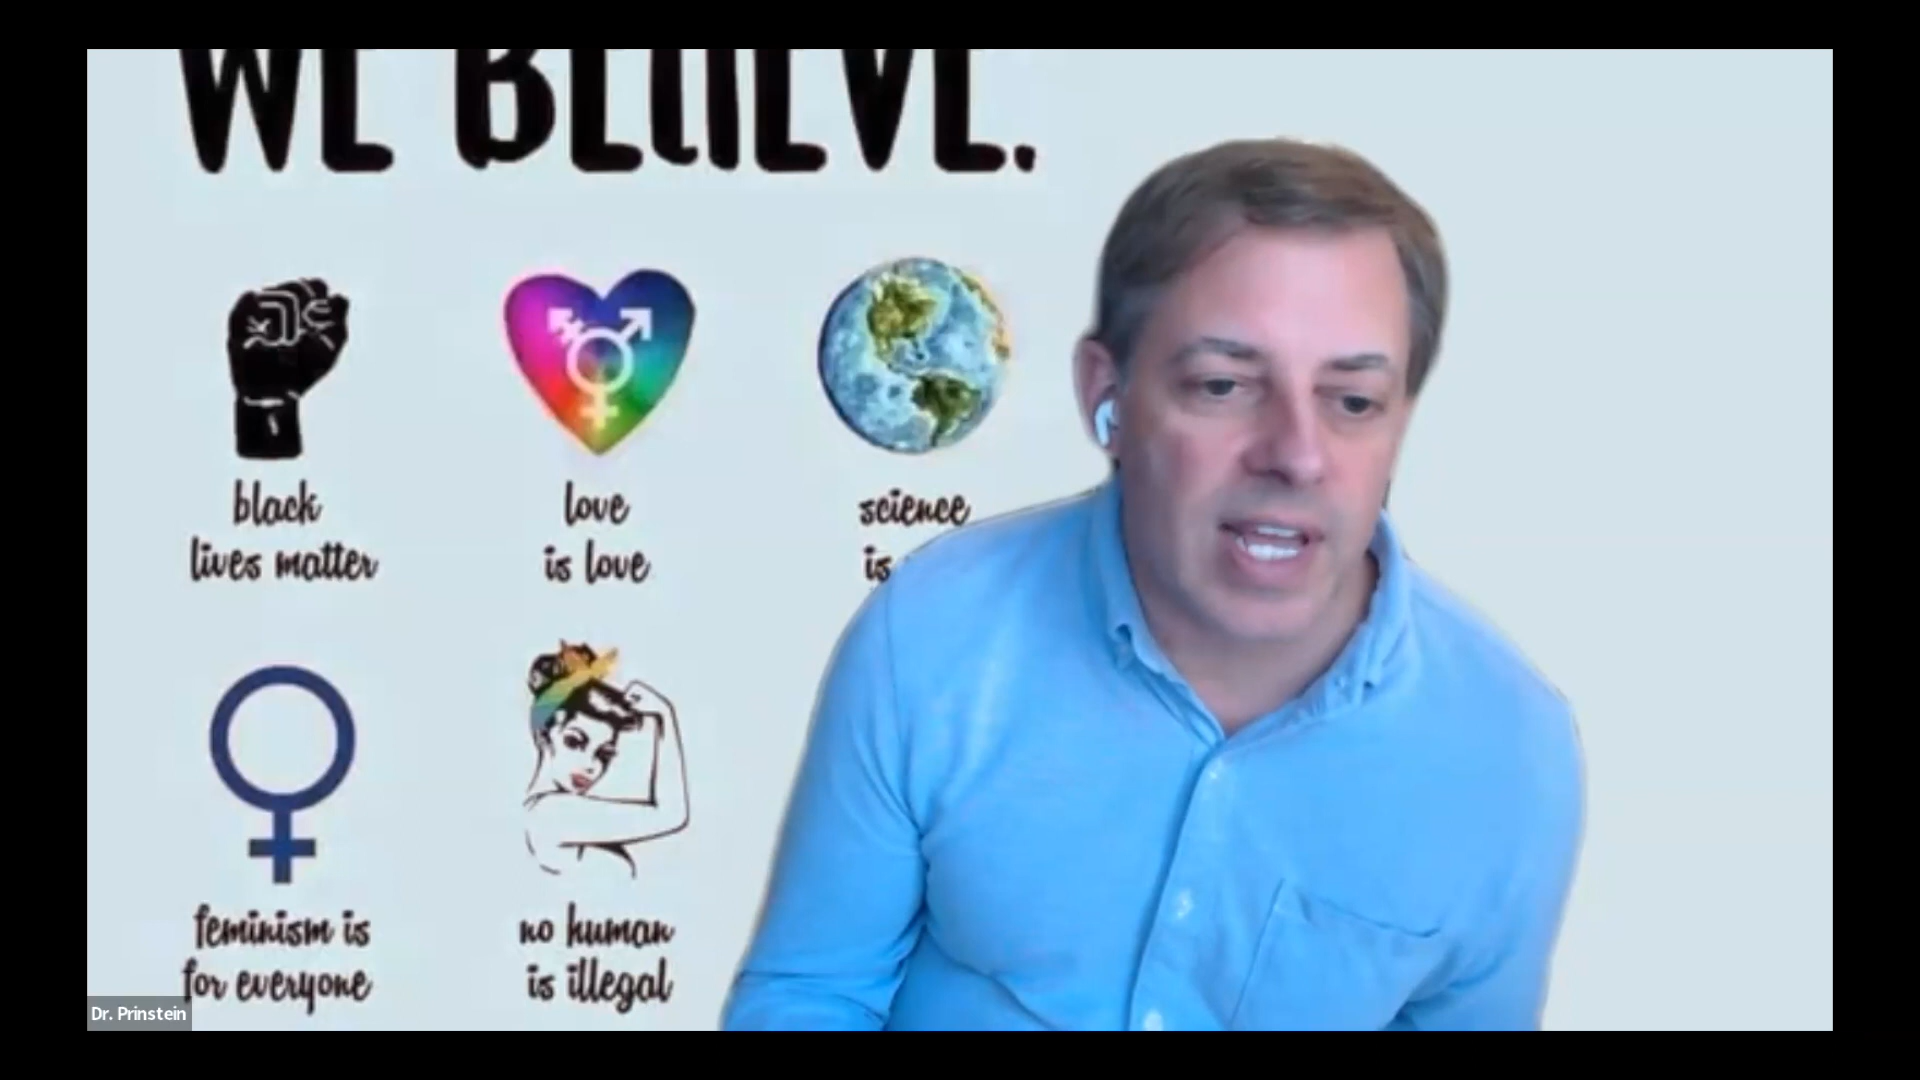 WE BELIEVE.
black
lives matter
love
is love
science
is
feminism is
for everyone
no human
is illegal
Dr. Prinstein